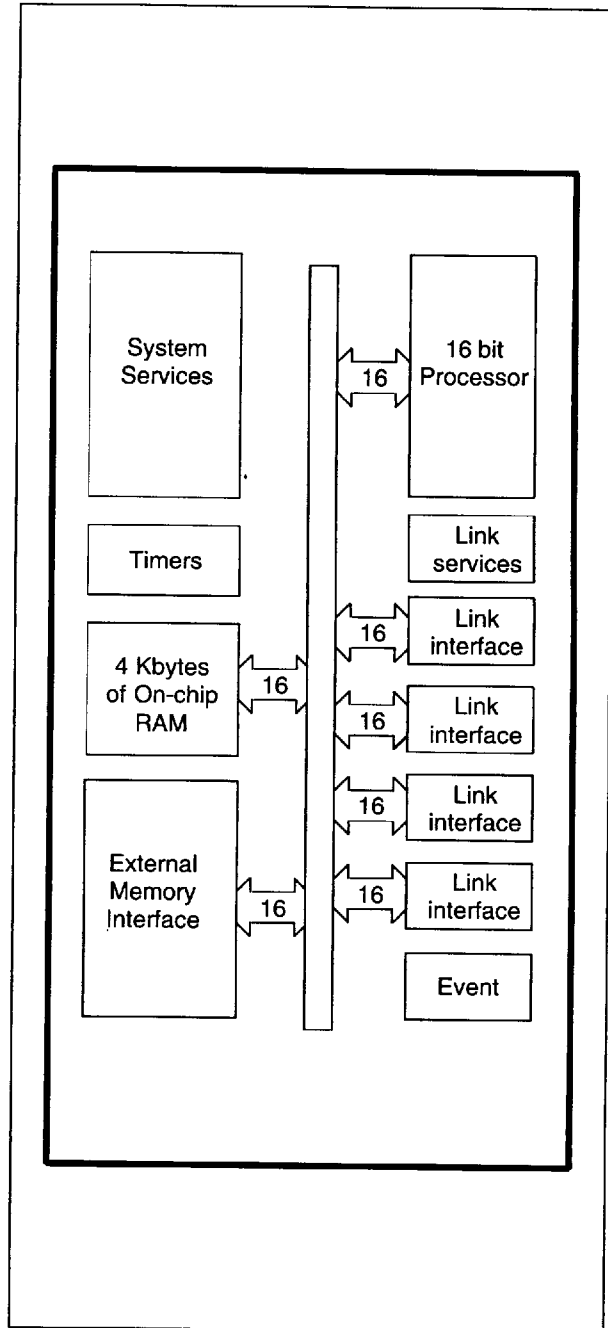 System
Services
16
16 bit
Processor
Timers
Link
services
4 Kbytes
of On-chip
RAM
16
16
Link
interface
16
Link
interface
External
Memory
Interface
16
16
Link
interface
16
Link
interface
Event